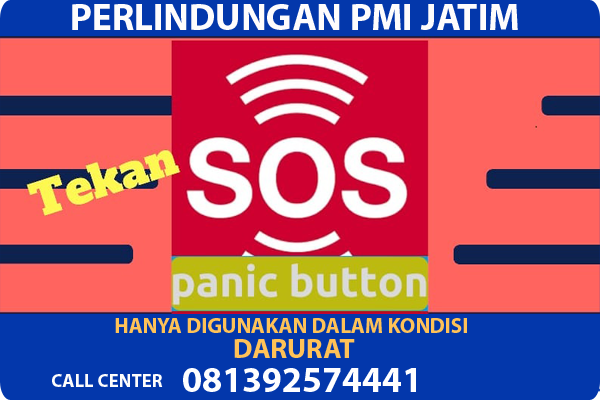 PERLINDUNGAN PMI JATIM
Tekan
SOS
panic button
HANYA DIGUNAKAN DALAM KONDISI
DARURAT
CALL CENTER 081392574441